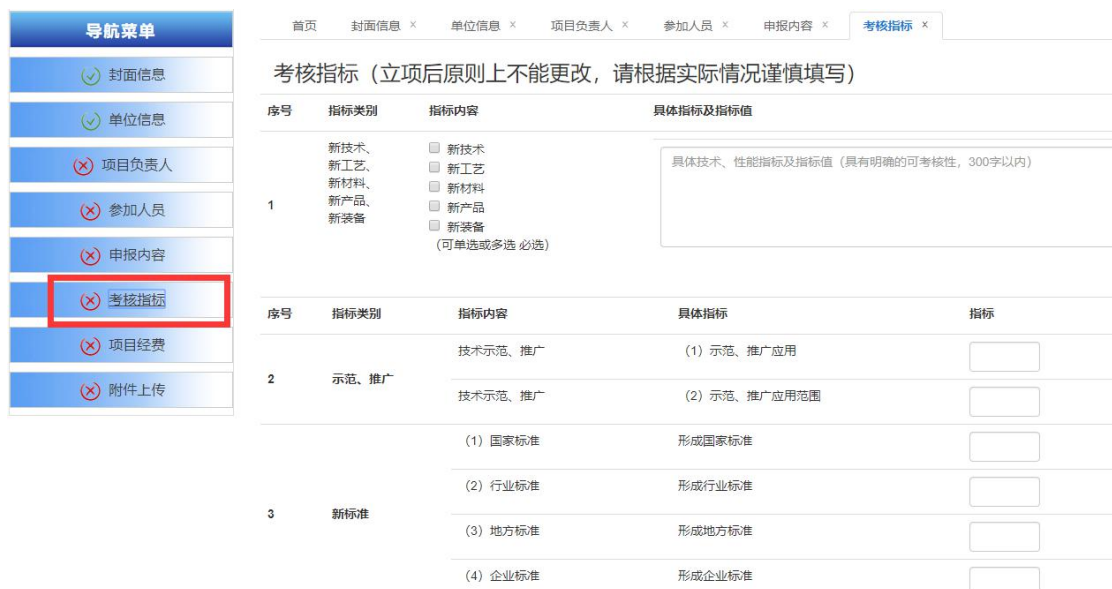 导航菜单
封面信息
单位信息
项目负责人
参加人员
申报内容
考核指标
项目经费
附件上传
首页 封面信息 × 单位信息 × 项目负责人 × 参加人员 × 申报内容 × 考核指标 ×
考核指标（立项后原则上不能更改，请根据实际情况谨慎填写）
序号 指标类别 指标内容 具体指标及指标值
1
新技术、
新工艺、
新材料、
新产品、
新装备
新技术
新工艺
新材料
新产品
新装备
（可单选或多选 必选）
具体技术、性能指标及指标值（具有明确的可考核性，300字以内）
序号 指标类别 指标内容 具体指标 指标
2 示范、推广
技术示范、推广 （1）示范、推广应用
技术示范、推广 （2）示范、推广应用范围
3 新标准
（1）国家标准 形成国家标准
（2）行业标准 形成行业标准
（3）地方标准 形成地方标准
（4）企业标准 形成企业标准